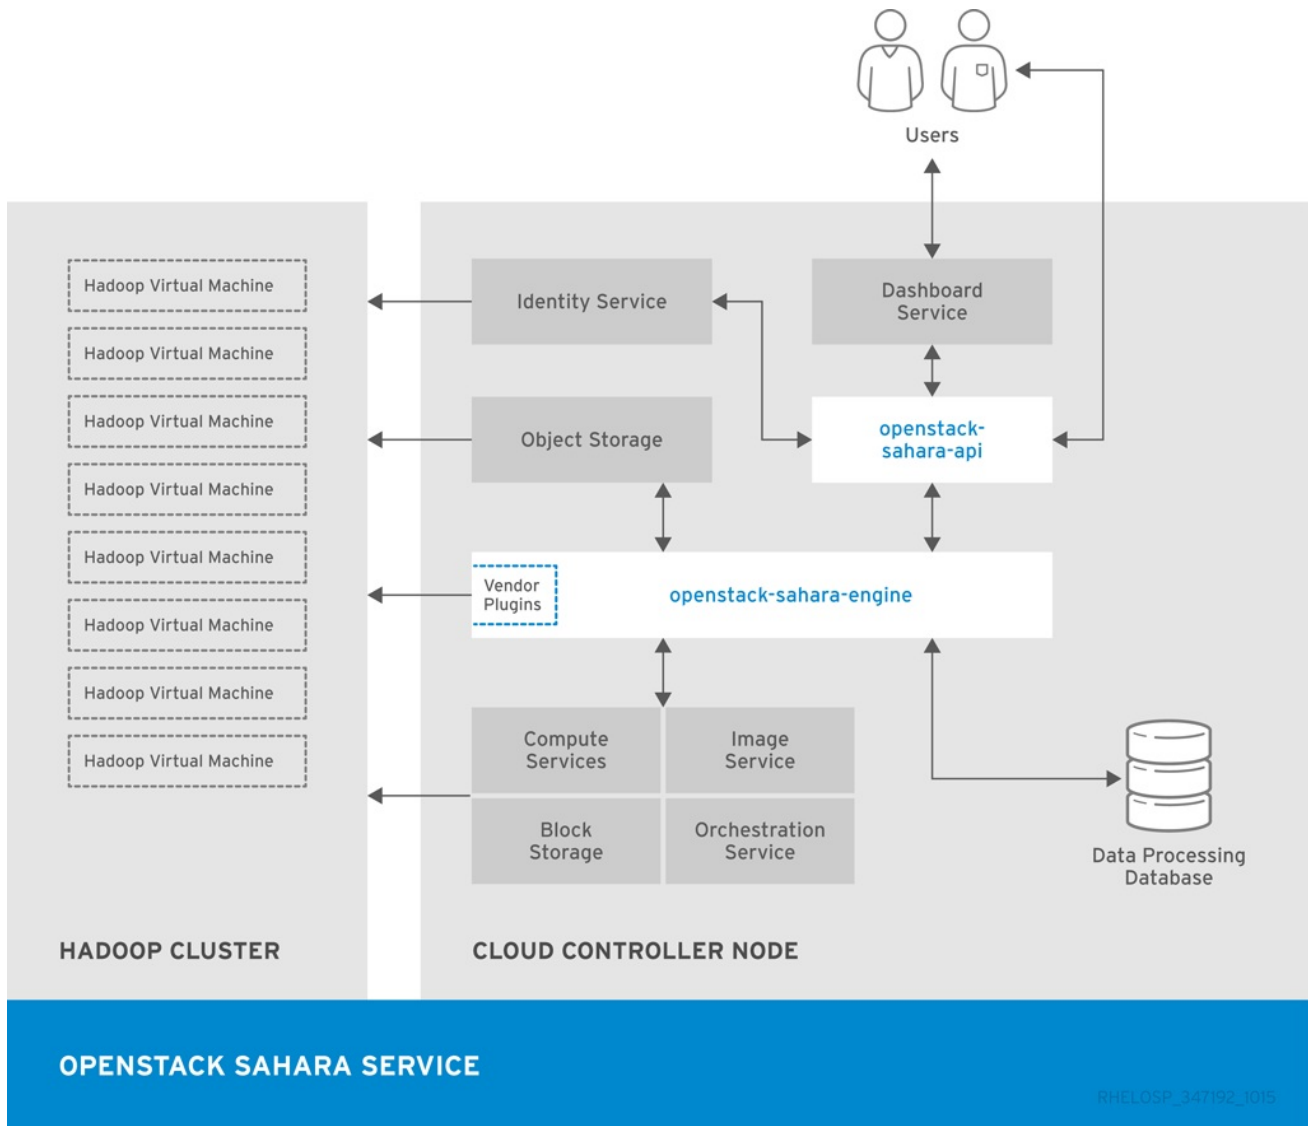 Users
Hadoop Virtual Machine
Hadoop Virtual Machine
Hadoop Virtual Machine
Hadoop Virtual Machine
Hadoop Virtual Machine
Hadoop Virtual Machine
Hadoop Virtual Machine
Hadoop Virtual Machine
HADOOP CLUSTER
Identity Service
Dashboard
Service
Object Storage
openstack-
sahara-api
Vendor
Plugins
openstack-sahara-engine
Compute
Services
Image
Service
Block
Storage
Orchestration
Service
Data Processing
Database
CLOUD CONTROLLER NODE
OPENSTACK SAHARA SERVICE
RHELOSP_347192_1015